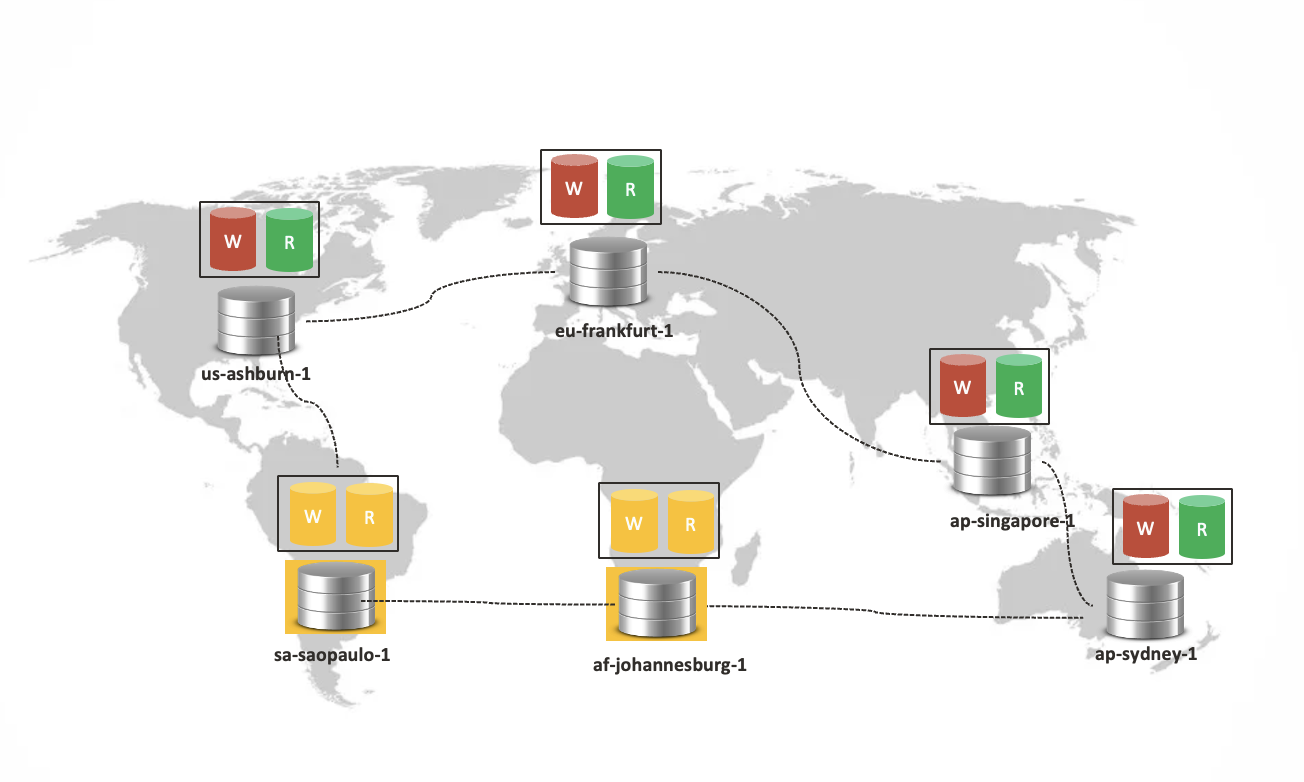 W R
eu-frankfurt-1
W R
us-ashburn-1
W R
ap-singapore-1
W R
sa-saopaulo-1
W R
af-johannesburg-1
W R
ap-sydney-1